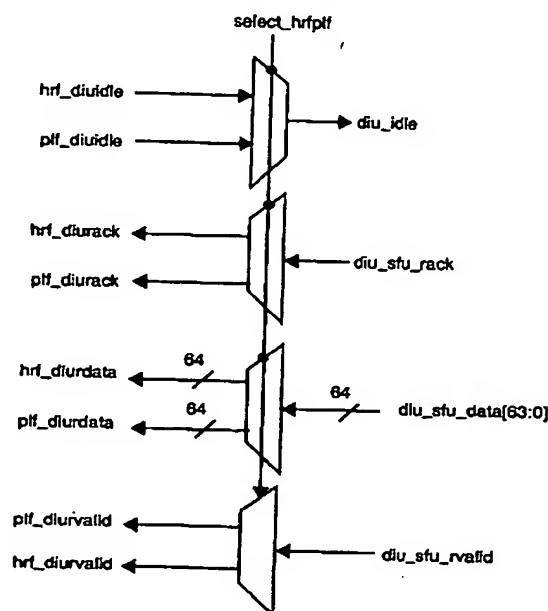 select_hrfplf
hrf_diuidle
plf_diuidle
diu_idle
hrf_diurack
plf_diurack
diu_sfu_rack
64
hrf_diurdata
64
plf_diurdata
64
diu_sfu_data[63:0]
plf_diurvalid
hrf_diurvalid
diu_sfu_rvalid